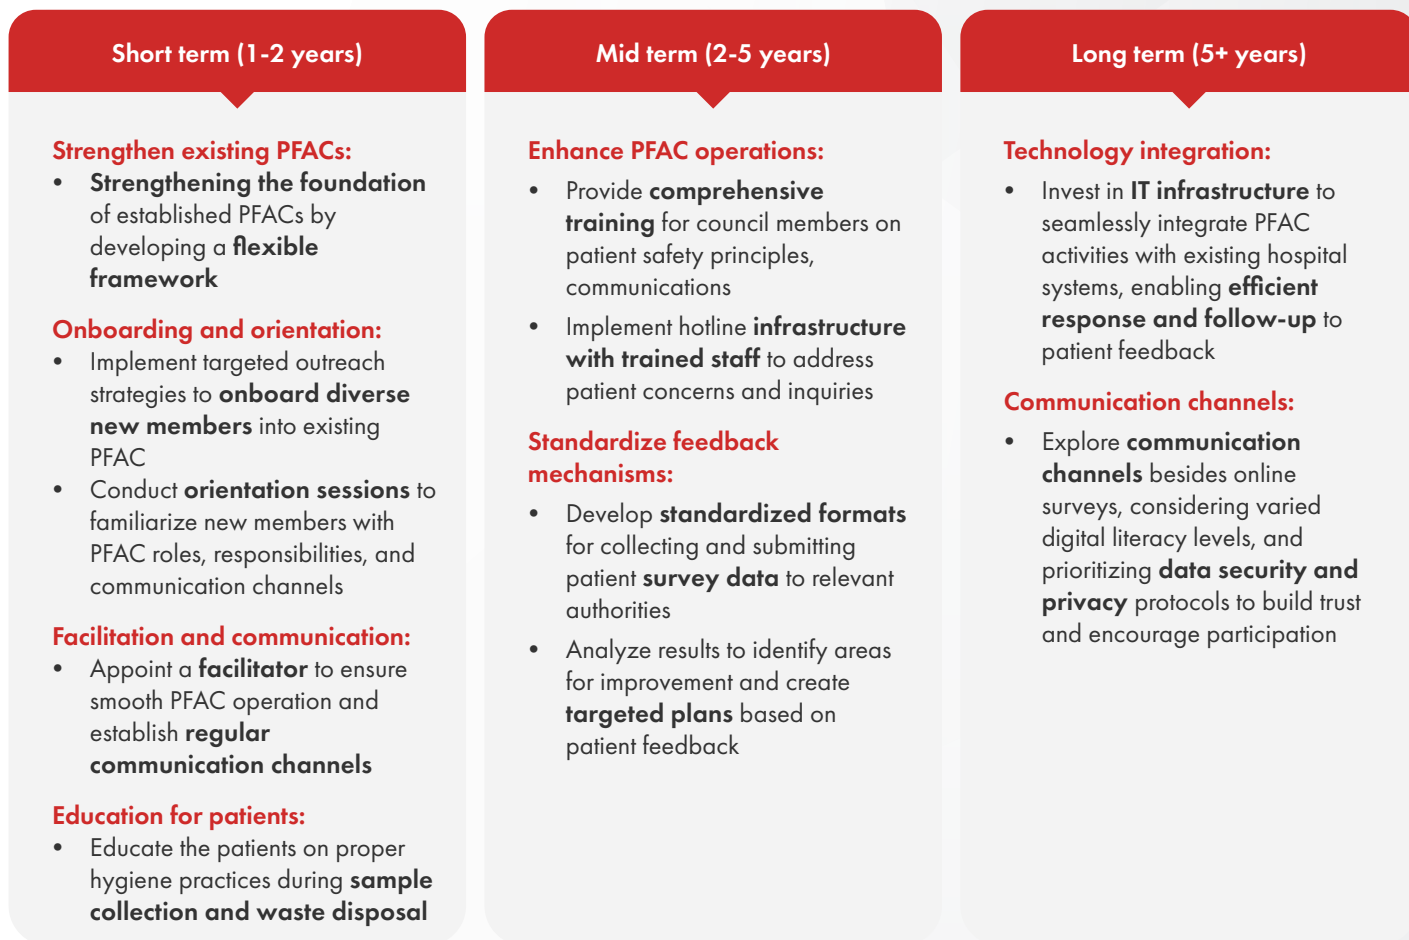 Short term (1-2 years)
Strengthen existing PFACs:
• Strengthening the foundation
of established PFACs by
developing a flexible
framework
Onboarding and orientation:
• Implement targeted outreach
strategies to onboard diverse
new members into existing
PFAC
• Conduct orientation sessions to
familiarize new members with
PFAC roles, responsibilities, and
communication channels
Facilitation and communication:
• Appoint a facilitator to ensure
smooth PFAC operation and
establish regular
communication channels
Education for patients:
• Educate the patients on proper
hygiene practices during sample
collection and waste disposal
Mid term (2-5 years)
Enhance PFAC operations:
• Provide comprehensive
training for council members on
patient safety principles,
communications
• Implement hotline infrastructure
with trained staff to address
patient concerns and inquiries
Standardize feedback
mechanisms:
• Develop standardized formats
for collecting and submitting
patient survey data to relevant
authorities
• Analyze results to identify areas
for improvement and create
targeted plans based on
patient feedback
Long term (5+ years)
Technology integration:
• Invest in IT infrastructure to
seamlessly integrate PFAC
activities with existing hospital
systems, enabling efficient
response and follow-up to
patient feedback
Communication channels:
• Explore communication
channels besides online
surveys, considering varied
digital literacy levels, and
prioritizing data security and
privacy protocols to build trust
and encourage participation